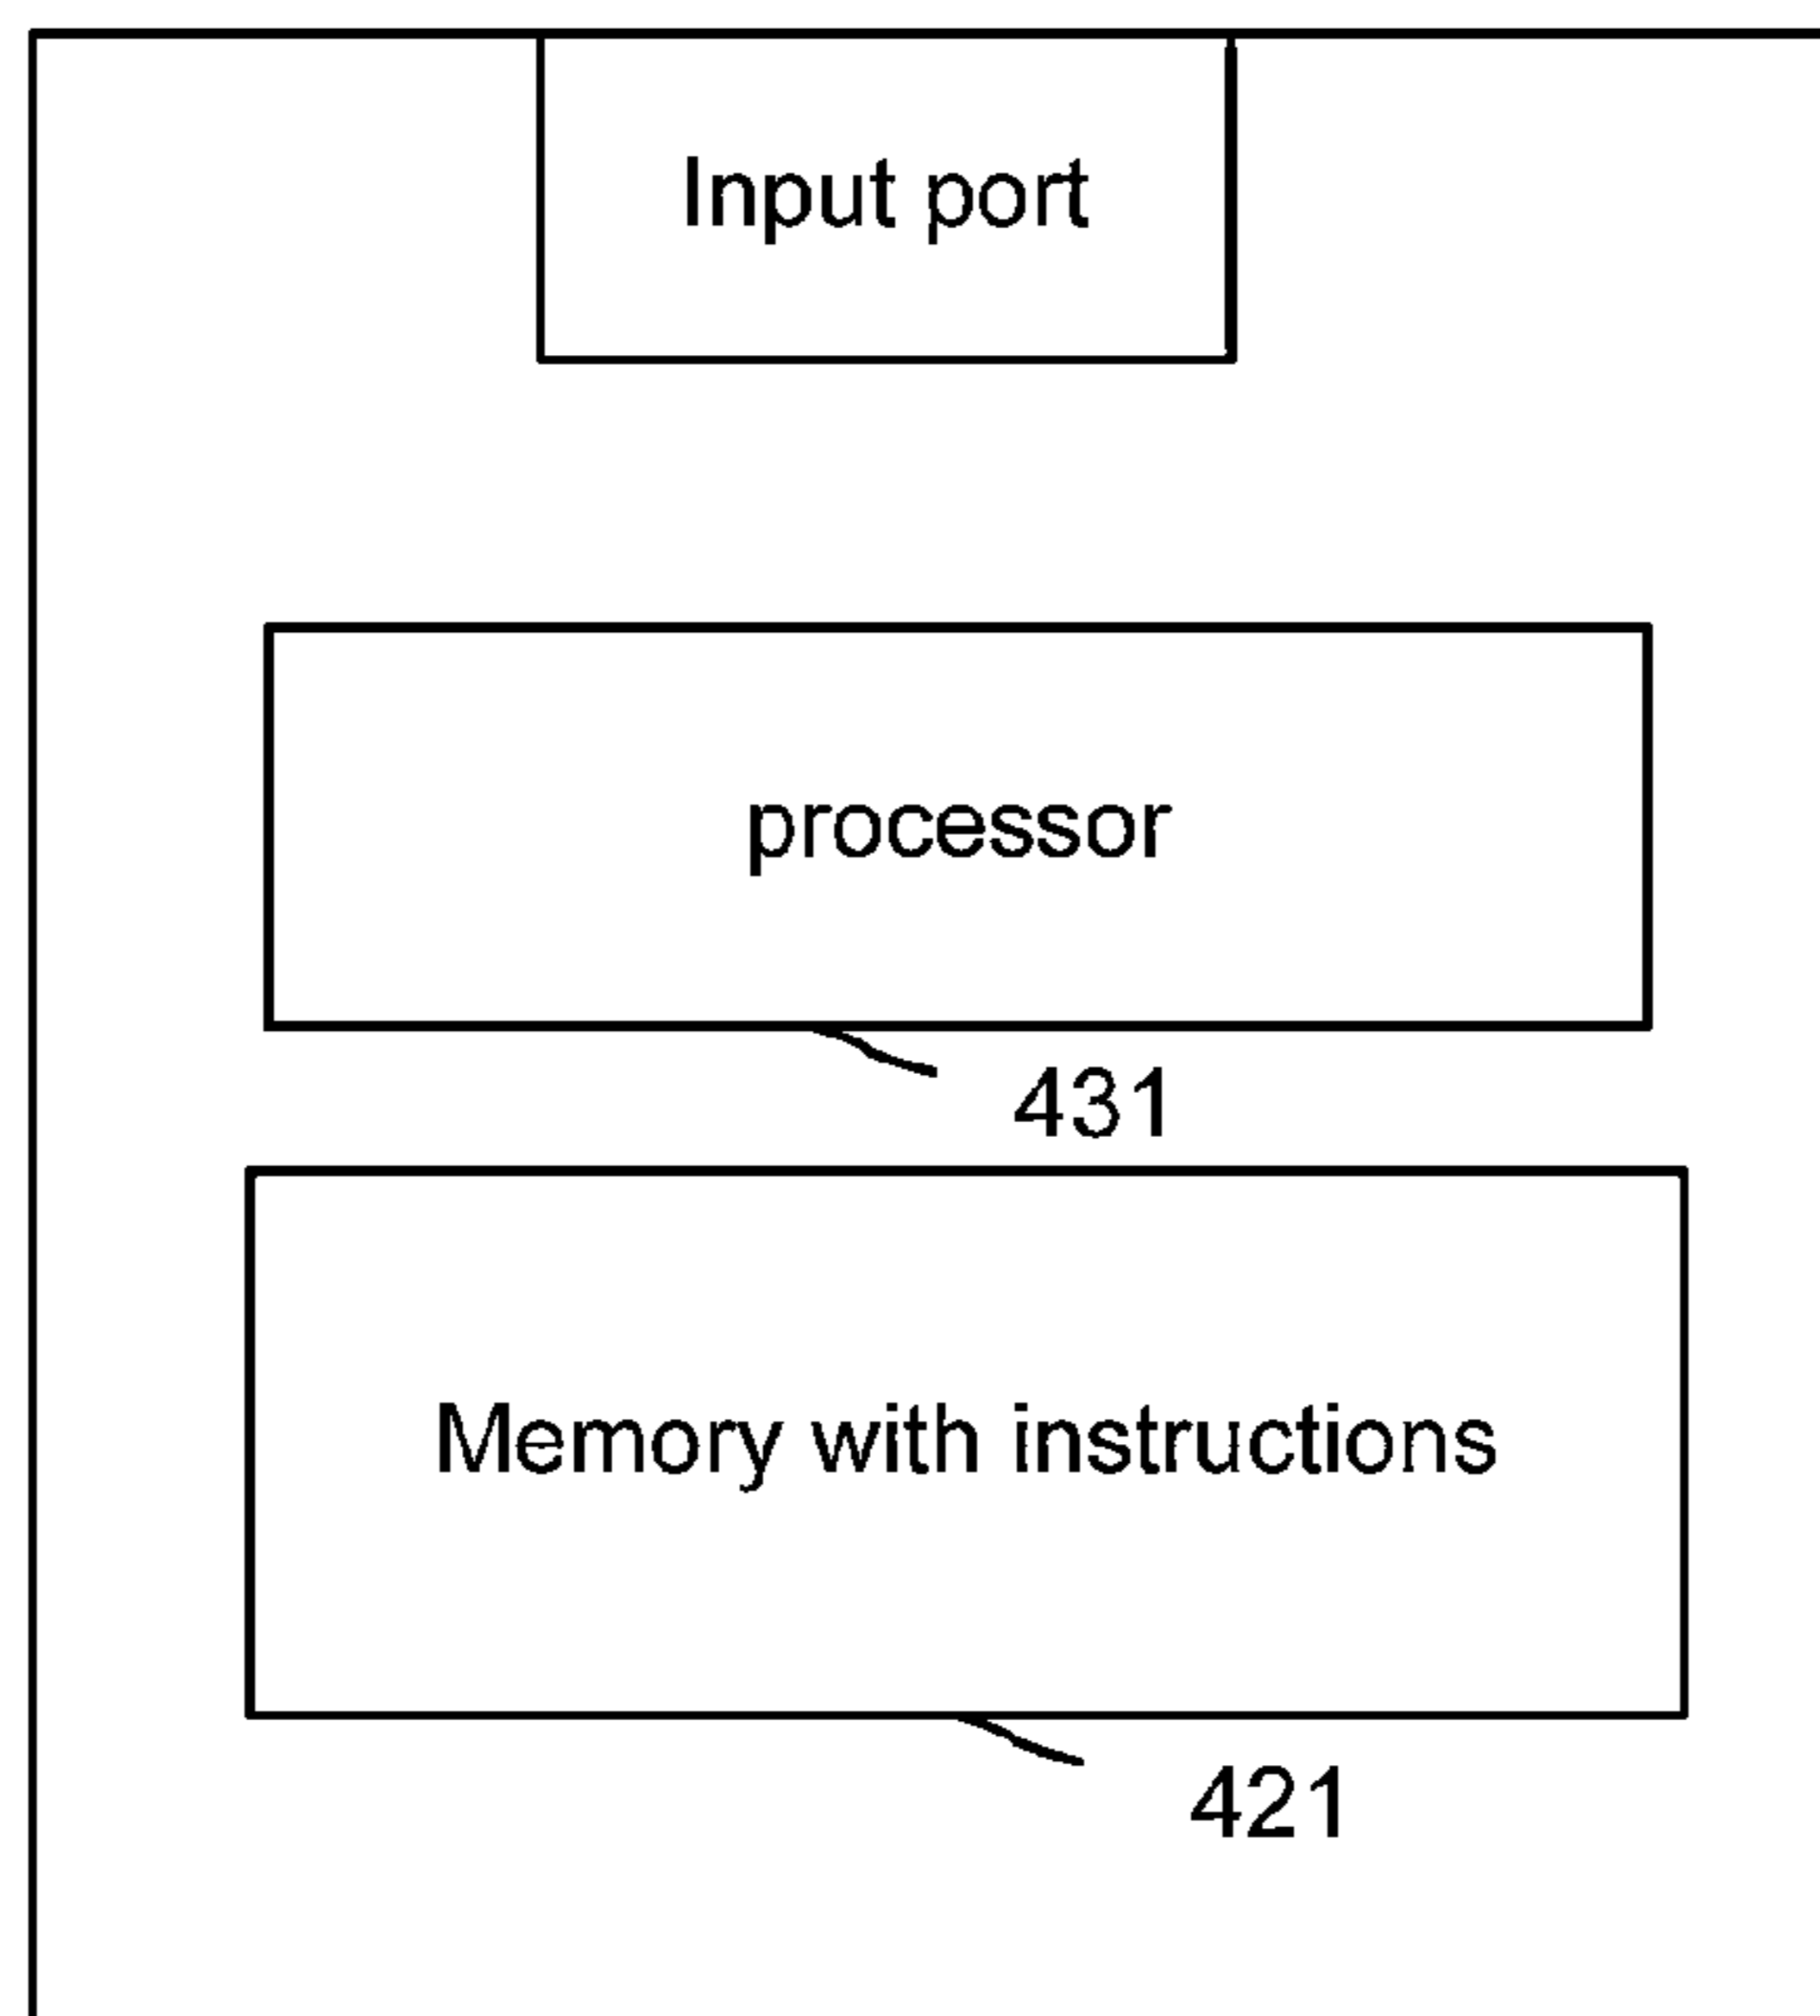 Input port
processor
431
Memory with instructions
421